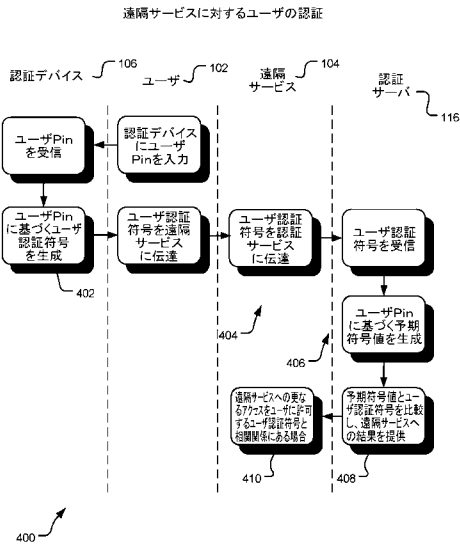 遠隔サービスに対するユーザの認証
認証デバイス
106
ユーザ
102
遠隔
サービス
104
認証
サーバ
116
ユーザPin
を受信
認証デバイス
にユーザ
Pinを入力
ユーザPin
に基づくユーザ
認証符号
を生成
402
ユーザ認証
符号を遠隔
サービス
に伝達
ユーザ認証
符号を認証
サービス
に伝達
404
ユーザ認証
符号を受信
406
ユーザPin
に基づく予期
符号値を生成
遠隔サービスへの更な
るアクセスをユーザに許可
するユーザ認証符号と
相関関係にある場合
410
予期符号値とユー
ザ認証符号を比較
し、遠隔サービスへ
の結果を提供
408
400